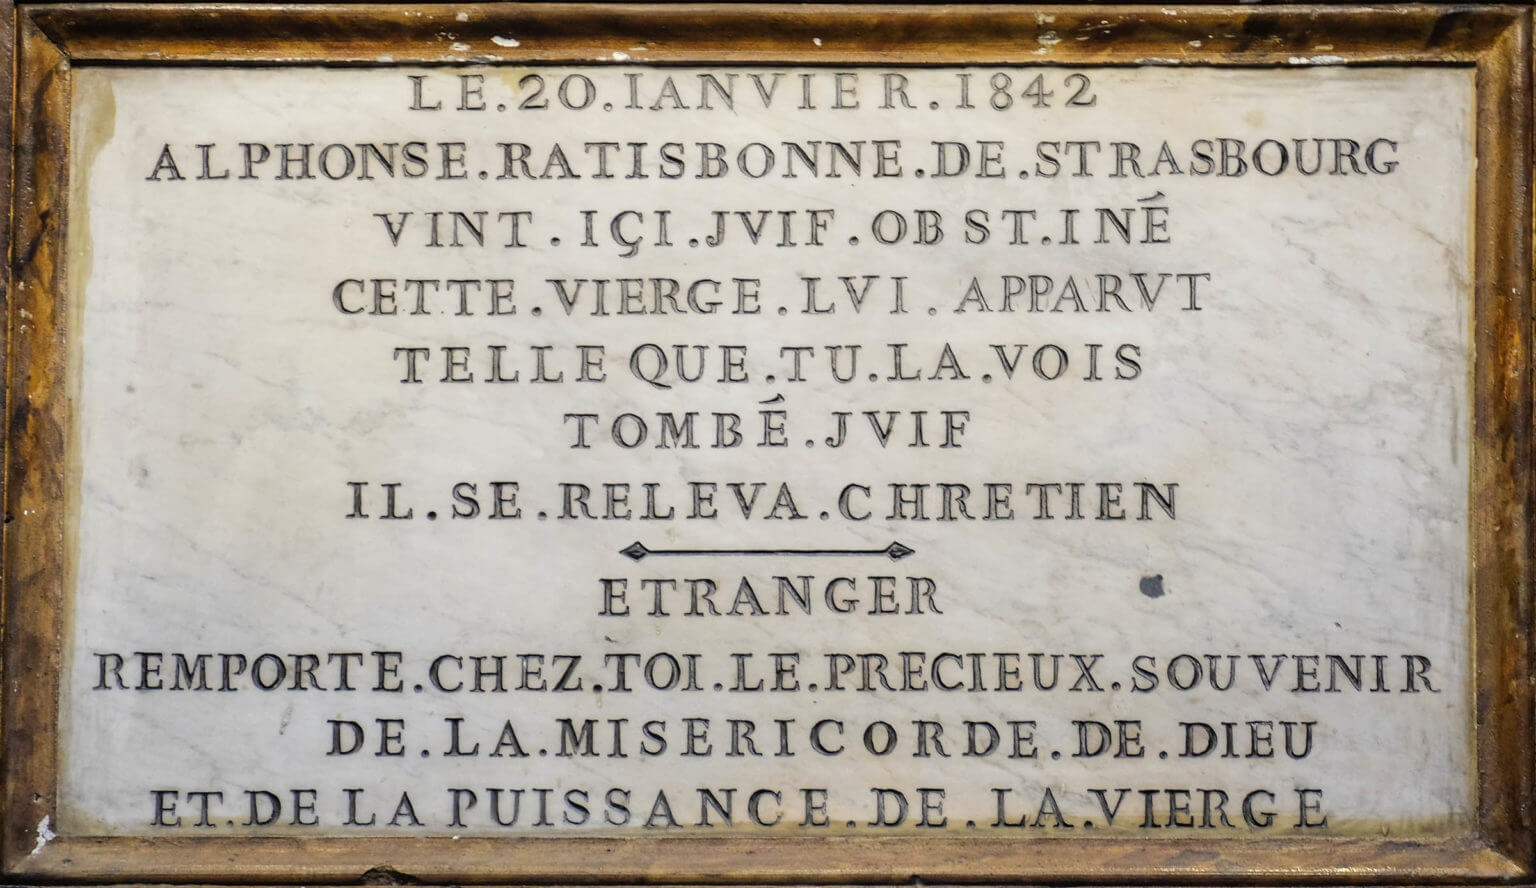 LE.20.IANVIER.1842
ALPHONSE.RATISBONNE.DE.STRASBOURG
VINT.IÇI.JVIF.OBST.INÉ
CETTE.VIERGE.LVI.APPARVT
TELLE QUE.TU.LA.VOIS
TOMBÉ.JVIF
IL.SE.RELEVA.CHRETIEN
ETRANGER
REMPORTE.CHEZ.TOI.LE.PRECIEUX.SOUVENIR
DE.LA.MISERICORDE.DE.DIEU
ET.DE LA PUISSANCE.DE.LA.VIERGE